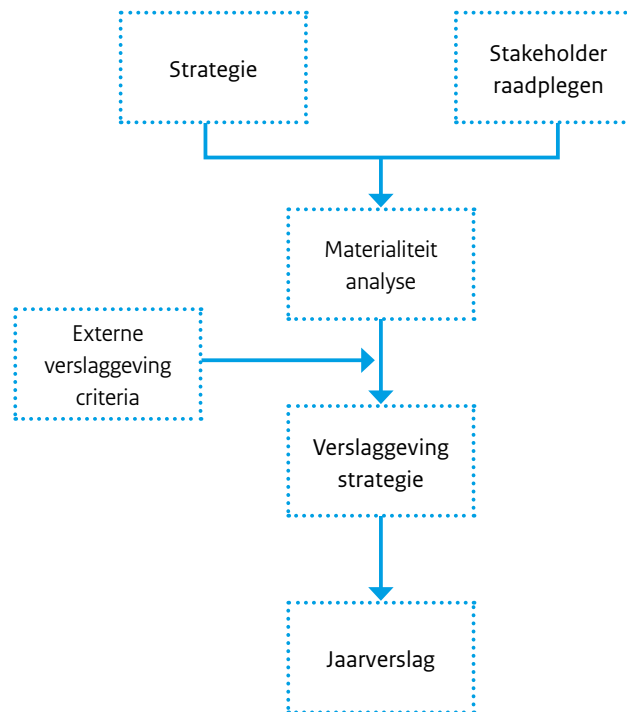 Strategie
Stakeholder
raadplegen
Materialiteit
analyse
Externe
verslaggeving
criteria
Verslaggeving
strategie
Jaarverslag